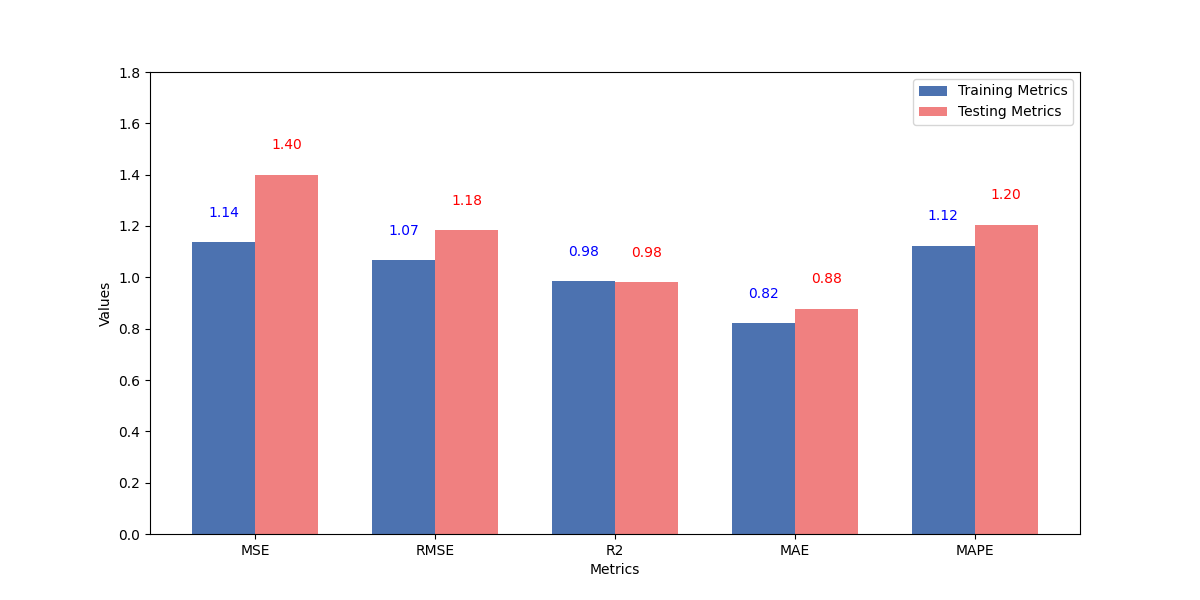 1.8
1.6
1.4
1.2
1.0
0.8
0.6
0.4
0.2
0.0
Values
Training Metrics
Testing Metrics
1.14
1.40
1.07
1.18
0.98
0.98
0.82
0.88
1.12
1.20
MSE
RMSE
R2
MAE
MAPE
Metrics